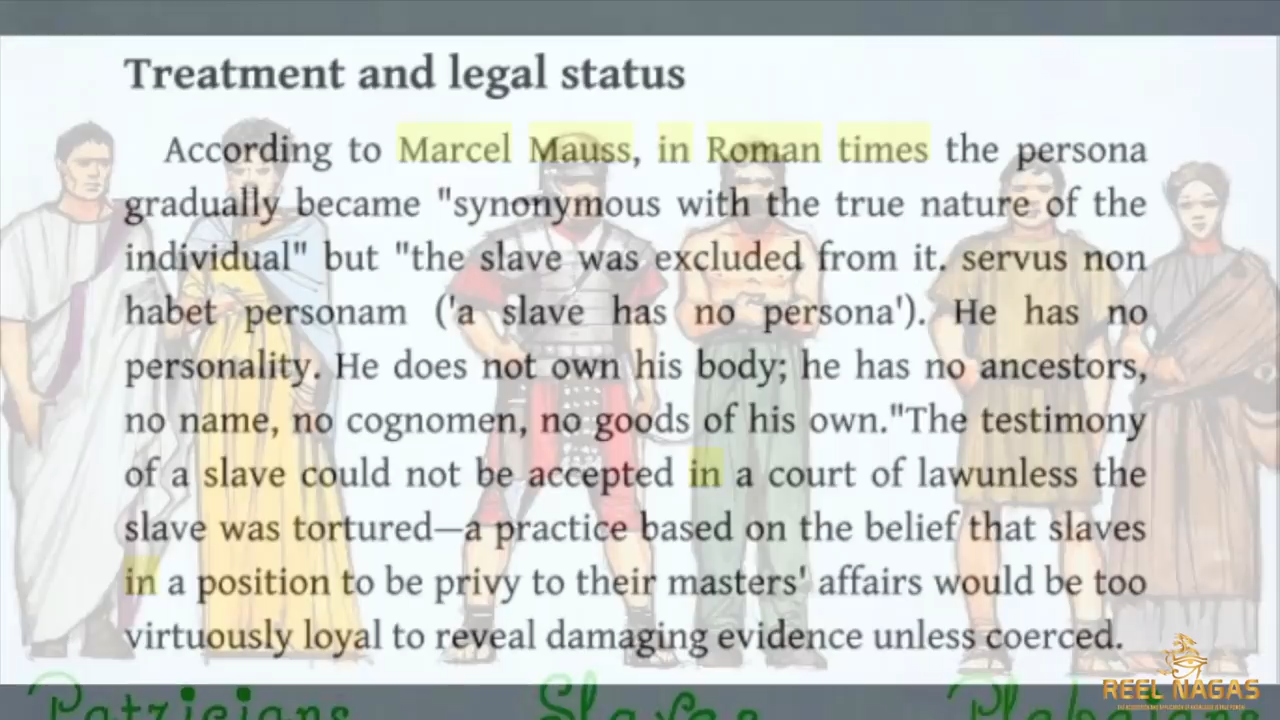 Treatment and legal status
According to Marcel Mauss, in Roman times the persona
gradually became "synonymous with the true nature of the
individual" but "the slave was excluded from it. servus non
habet personam ('a slave has no persona'). He has no
personality. He does not own his body; he has no ancestors,
no name, no cognomen, no goods of his own."The testimony
of a slave could not be accepted in a court of lawunless the
slave was tortured—a practice based on the belief that slaves
in a position to be privy to their masters' affairs would be too
virtuously loyal to reveal damaging evidence unless coerced.
Patricians
REEL NAGAS